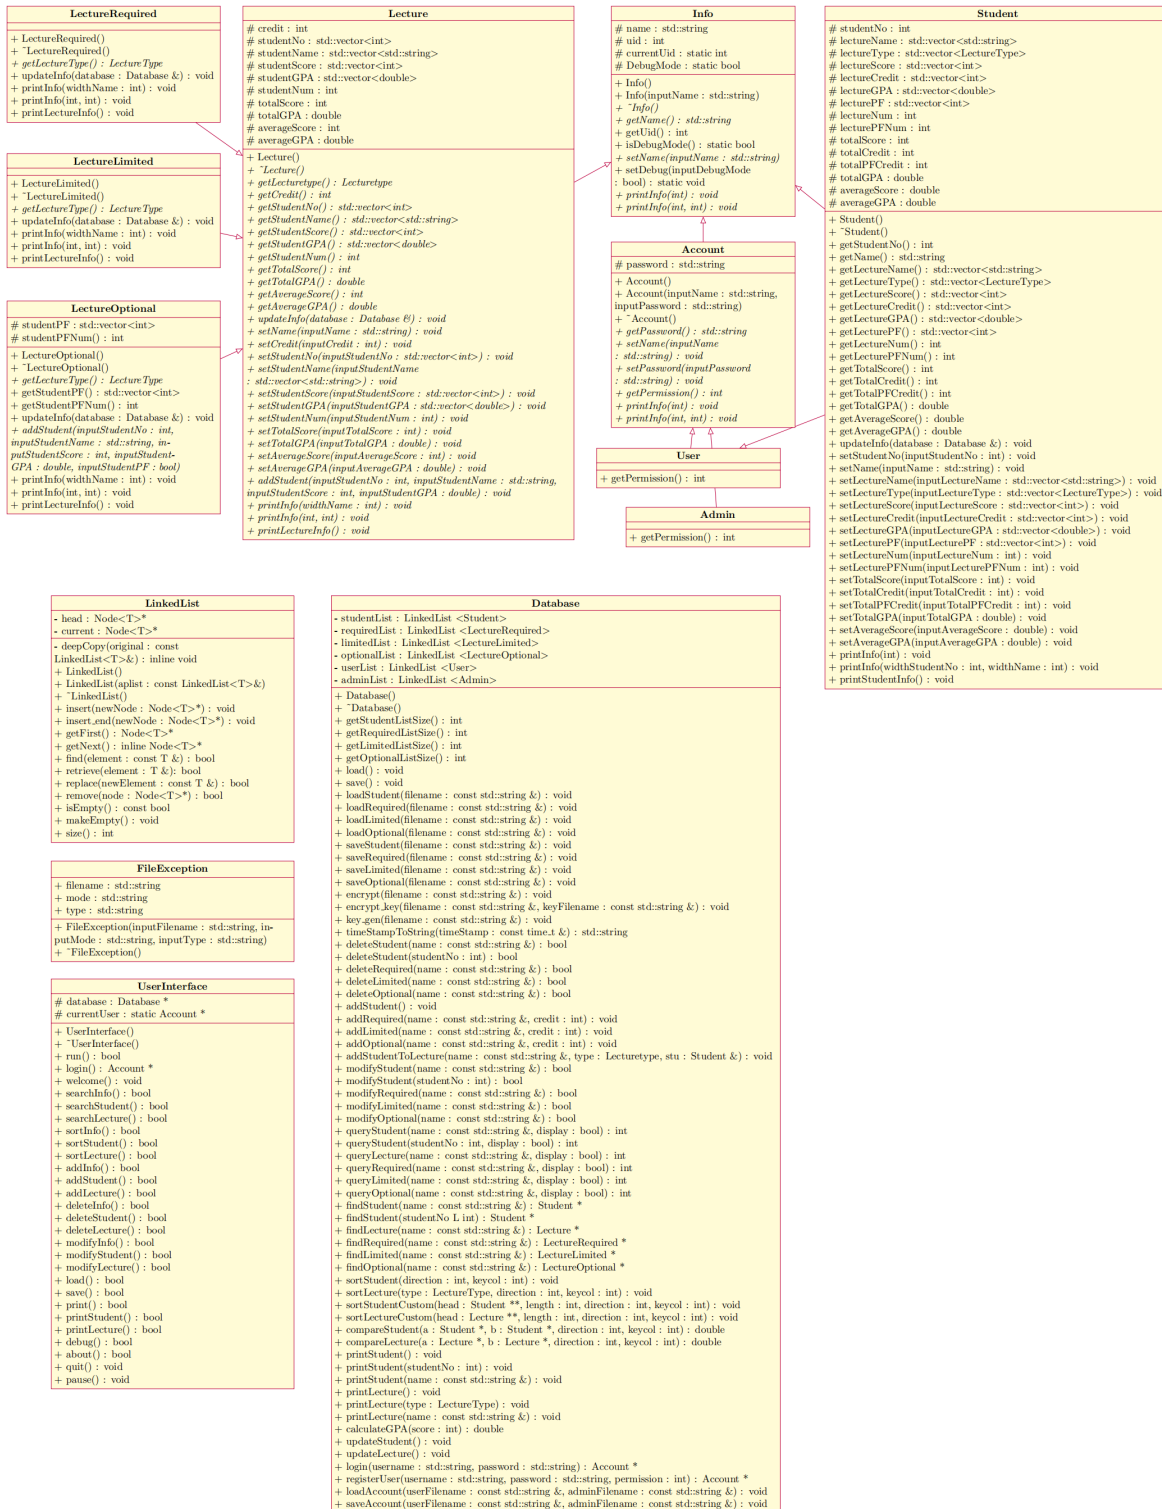 LectureRequired
+ LectureRequired()
+ ~LectureRequired()
+ getLectureType() : LectureType
+ updateInfo(database : Database &) : void
+ printInfo(widthName : int) : void
+ printInfo(int, int) : void
+ printLectureInfo() : void
LectureLimited
+ LectureLimited()
+ ~LectureLimited()
+ getLectureType() : LectureType
+ updateInfo(database : Database &) : void
+ printInfo(widthName : int) : void
+ printInfo(int, int) : void
+ printLectureInfo() : void
LectureOptional
# studentPF : std::vector<int>
# studentPFNum() : int
+ LectureOptional()
+ ~LectureOptional()
+ getLectureType() : LectureType
+ getStudentPF() : std::vector<int>
+ getStudentPFNum() : int
+ updateInfo(database : Database &) : void
+ addStudent(inputStudentNo : int,
inputStudentName : std::string, in-
putStudentScore : int, inputStudent-
GPA : double, inputStudentPF : bool)
+ printInfo(widthName : int) : void
+ printInfo(int, int) : void
+ printLectureInfo() : void
Lecture
# credit : int
# studentNo : std::vector<int>
# studentName : std::vector<std::string>
# studentScore : std::vector<int>
# studentGPA : std::vector<double>
# studentNum : int
# totalScore : int
# totalGPA : double
# averageScore : int
# averageGPA : double
+ Lecture()
+ ~Lecture()
+ getLecturetype() : Lecturetype
+ getCredit() : int
+ getStudentNo() : std::vector<int>
+ getStudentName() : std::vector<std::string>
+ getStudentScore() : std::vector<int>
+ getStudentGPA() : std::vector<double>
+ getStudentNum() : int
+ getTotalScore() : int
+ getTotalGPA() : double
+ getAverageScore() : int
+ getAverageGPA() : double
+ updateInfo(database : Database &) : void
+ setName(inputName : std::string) : void
+ setCredit(inputCredit : int) : void
+ setStudentNo(inputStudentNo : std::vector<int>) : void
+ setStudentName(inputStudentName
: std::vector<std::string>) : void
+ setStudentScore(inputStudentScore : std::vector<int>) : void
+ setStudentGPA(inputStudentGPA : std::vector<double>) : void
+ setStudentNum(inputStudentNum : int) : void
+ setTotalScore(inputTotalScore : int) : void
+ setTotalGPA(inputTotalGPA : double) : void
+ setAverageScore(inputAverageScore : int) : void
+ setAverageGPA(inputAverageGPA : double) : void
+ addStudent(inputStudentNo : int, inputStudentName : std::string,
inputStudentScore : int, inputStudentGPA : double) : void
+ printInfo(widthName : int) : void
+ printInfo(int, int) : void
+ printLectureInfo() : void
Info
# name : std::string
# uid : int
# currentUid : static int
# DebugMode : static bool
+ Info()
+ Info(inputName : std::string)
+ ~Info()
+ getName() : std::string
+ getUid() : int
+ isDebugMode() : static bool
+ setName(inputName : std::string)
+ setDebug(inputDebugMode
: bool) : static void
+ printInfo(int) : void
+ printInfo(int, int) : void
Account
# password : std::string
+ Account()
+ Account(inputName : std::string,
inputPassword : std::string)
+ ~Account()
+ getPassword() : std::string
+ setName(inputName
: std::string) : void
+ setPassword(inputPassword
: std::string) : void
+ getPermission() : int
+ printInfo(int) : void
+ printInfo(int, int) : void
User
+ getPermission() : int
Admin
+ getPermission() : int
Student
# studentNo : int
# lectureName : std::vector<std::string>
# lectureType : std::vector<LectureType>
# lectureScore : std::vector<int>
# lectureCredit : std::vector<int>
# lectureGPA : std::vector<double>
# lecturePF : std::vector<int>
# lectureNum : int
# lecturePFNum : int
# totalScore : int
# totalCredit : int
# totalPFCredit : int
# totalGPA : double
# averageScore : double
# averageGPA : double
+ Student()
+ ~Student()
+ getStudentNo() : int
+ getName() : std::string
+ getLectureName() : std::vector<std::string>
+ getLectureType() : std::vector<LectureType>
+ getLectureScore() : std::vector<int>
+ getLectureCredit() : std::vector<int>
+ getLectureGPA() : std::vector<double>
+ getLecturePF() : std::vector<int>
+ getLectureNum() : int
+ getLecturePFNum() : int
+ getTotalScore() : int
+ getTotalCredit() : int
+ getTotalPFCredit() : int
+ getTotalGPA() : double
+ getAverageScore() : double
+ getAverageGPA() : double
+ updateInfo(database : Database &) : void
+ setStudentNo(inputStudentNo : int) : void
+ setName(inputName : std::string) : void
+ setLectureName(inputLectureName : std::vector<std::string>) : void
+ setLectureType(inputLectureType : std::vector<LectureType>) : void
+ setLectureScore(inputLectureScore : std::vector<int>) : void
+ setLectureCredit(inputLectureCredit : std::vector<int>) : void
+ setLectureGPA(inputLectureGPA : std::vector<double>) : void
+ setLecturePF(inputLecturePF : std::vector<int>) : void
+ setLectureNum(inputLectureNum : int) : void
+ setLecturePFNum(inputLecturePFNum : int) : void
+ setTotalScore(inputTotalScore : int) : void
+ setTotalCredit(inputTotalCredit : int) : void
+ setTotalPFCredit(inputTotalPFCredit : int) : void
+ setTotalGPA(inputTotalGPA : double) : void
+ setAverageScore(inputAverageScore : double) : void
+ setAverageGPA(inputAverageGPA : double) : void
+ printInfo(int) : void
+ printInfo(widthStudentNo : int, widthName : int) : void
+ printStudentInfo() : void
LinkedList
- head : Node<T>*
- current : Node<T>*
- deepCopy(original : const
LinkedList<T>&) : inline void
+ LinkedList()
+ LinkedList(aplist : const LinkedList<T>&)
+ ~LinkedList()
+ insert(newNode : Node<T>*) : void
+ insert_end(newNode : Node<T>*) : void
+ getFirst() : Node<T>*
+ getNext() : inline Node<T>*
+ find(element : const T &) : bool
+ retrieve(element : T &): bool
+ replace(newElement : const T &) : bool
+ remove(node : Node<T>*) : bool
+ isEmpty() : const bool
+ makeEmpty() : void
+ size() : int
FileException
+ filename : std::string
+ mode : std::string
+ type : std::string
+ FileException(inputFilename : std::string, in-
putMode : std::string, inputType : std::string)
+ ~FileException()
UserInterface
# database : Database *
# currentUser : static Account *
+ UserInterface()
+ ~UserInterface()
+ run() : bool
+ login() : Account *
+ welcome() : void
+ searchInfo() : bool
+ searchStudent() : bool
+ searchLecture() : bool
+ sortInfo() : bool
+ sortStudent() : bool
+ sortLecture() : bool
+ addInfo() : bool
+ addStudent() : bool
+ addLecture() : bool
+ deleteInfo() : bool
+ deleteStudent() : bool
+ deleteLecture() : bool
+ modifyInfo() : bool
+ modifyStudent() : bool
+ modifyLecture() : bool
+ load() : bool
+ save() : bool
+ print() : bool
+ printStudent() : bool
+ printLecture() : bool
+ debug() : bool
+ about() : bool
+ quit() : void
+ pause() : void
Database
- studentList : LinkedList <Student>
- requiredList : LinkedList <LectureRequired>
- limitedList : LinkedList <LectureLimited>
- optionalList : LinkedList <LectureOptional>
- userList : LinkedList <User>
- adminList : LinkedList <Admin>
+ Database()
+ ~Database()
+ getStudentListSize() : int
+ getRequiredListSize() : int
+ getLimitedListSize() : int
+ getOptionalListSize() : int
+ load() : void
+ save() : void
+ loadStudent(filename : const std::string &) : void
+ loadRequired(filename : const std::string &) : void
+ loadLimited(filename : const std::string &) : void
+ loadOptional(filename : const std::string &) : void
+ saveStudent(filename : const std::string &) : void
+ saveRequired(filename : const std::string &) : void
+ saveLimited(filename : const std::string &) : void
+ saveOptional(filename : const std::string &) : void
+ encrypt(filename : const std::string &) : void
+ encrypt_key(filename : const std::string &, keyFilename : const std::string &) : void
+ key_gen(filename : const std::string &) : void
+ timeStampToString(timeStamp : const time_t &) : std::string
+ deleteStudent(name : const std::string &) : bool
+ deleteStudent(studentNo : int) : bool
+ deleteRequired(name : const std::string &) : bool
+ deleteLimited(name : const std::string &) : bool
+ deleteOptional(name : const std::string &) : bool
+ addStudent() : void
+ addRequired(name : const std::string &, credit : int) : void
+ addLimited(name : const std::string &, credit : int) : void
+ addOptional(name : const std::string &, credit : int) : void
+ addStudentToLecture(name : const std::string &, type : Lecturetype, stu : Student &) : void
+ modifyStudent(name : const std::string &) : bool
+ modifyStudent(studentNo : int) : bool
+ modifyRequired(name : const std::string &) : bool
+ modifyLimited(name : const std::string &) : bool
+ modifyOptional(name : const std::string &) : bool
+ queryStudent(name : const std::string &, display : bool) : int
+ queryStudent(studentNo : int, display : bool) : int
+ queryLecture(name : const std::string &, display : bool) : int
+ queryRequired(name : const std::string &, display : bool) : int
+ queryLimited(name : const std::string &, display : bool) : int
+ queryOptional(name : const std::string &, display : bool) : int
+ findStudent(name : const std::string &) : Student *
+ findStudent(studentNo L int) : Student *
+ findLecture(name : const std::string &) : Lecture *
+ findRequired(name : const std::string &) : LectureRequired *
+ findLimited(name : const std::string &) : LectureLimited *
+ findOptional(name : const std::string &) : LectureOptional *
+ sortStudent(direction : int, keycol : int) : void
+ sortLecture(type : LectureType, direction : int, keycol : int) : void
+ sortStudentCustom(head : Student **, length : int, direction : int, keycol : int) : void
+ sortLectureCustom(head : Lecture **, length : int, direction : int, keycol : int) : void
+ compareStudent(a : Student *, b : Student *, direction : int, keycol : int) : double
+ compareLecture(a : Lecture *, b : Lecture *, direction : int, keycol : int) : double
+ printStudent() : void
+ printStudent(studentNo : int) : void
+ printStudent(name : const std::string &) : void
+ printLecture() : void
+ printLecture(type : LectureType) : void
+ printLecture(name : const std::string &) : void
+ calculateGPA(score : int) : double
+ updateStudent() : void
+ updateLecture() : void
+ login(username : std::string, password : std::string) : Account *
+ registerUser(username : std::string, password : std::string, permission : int) : Account *
+ loadAccount(userFilename : const std::string &, adminFilename : const std::string &) : void
+ saveAccount(userFilename : const std::string &, adminFilename : const std::string &) : void